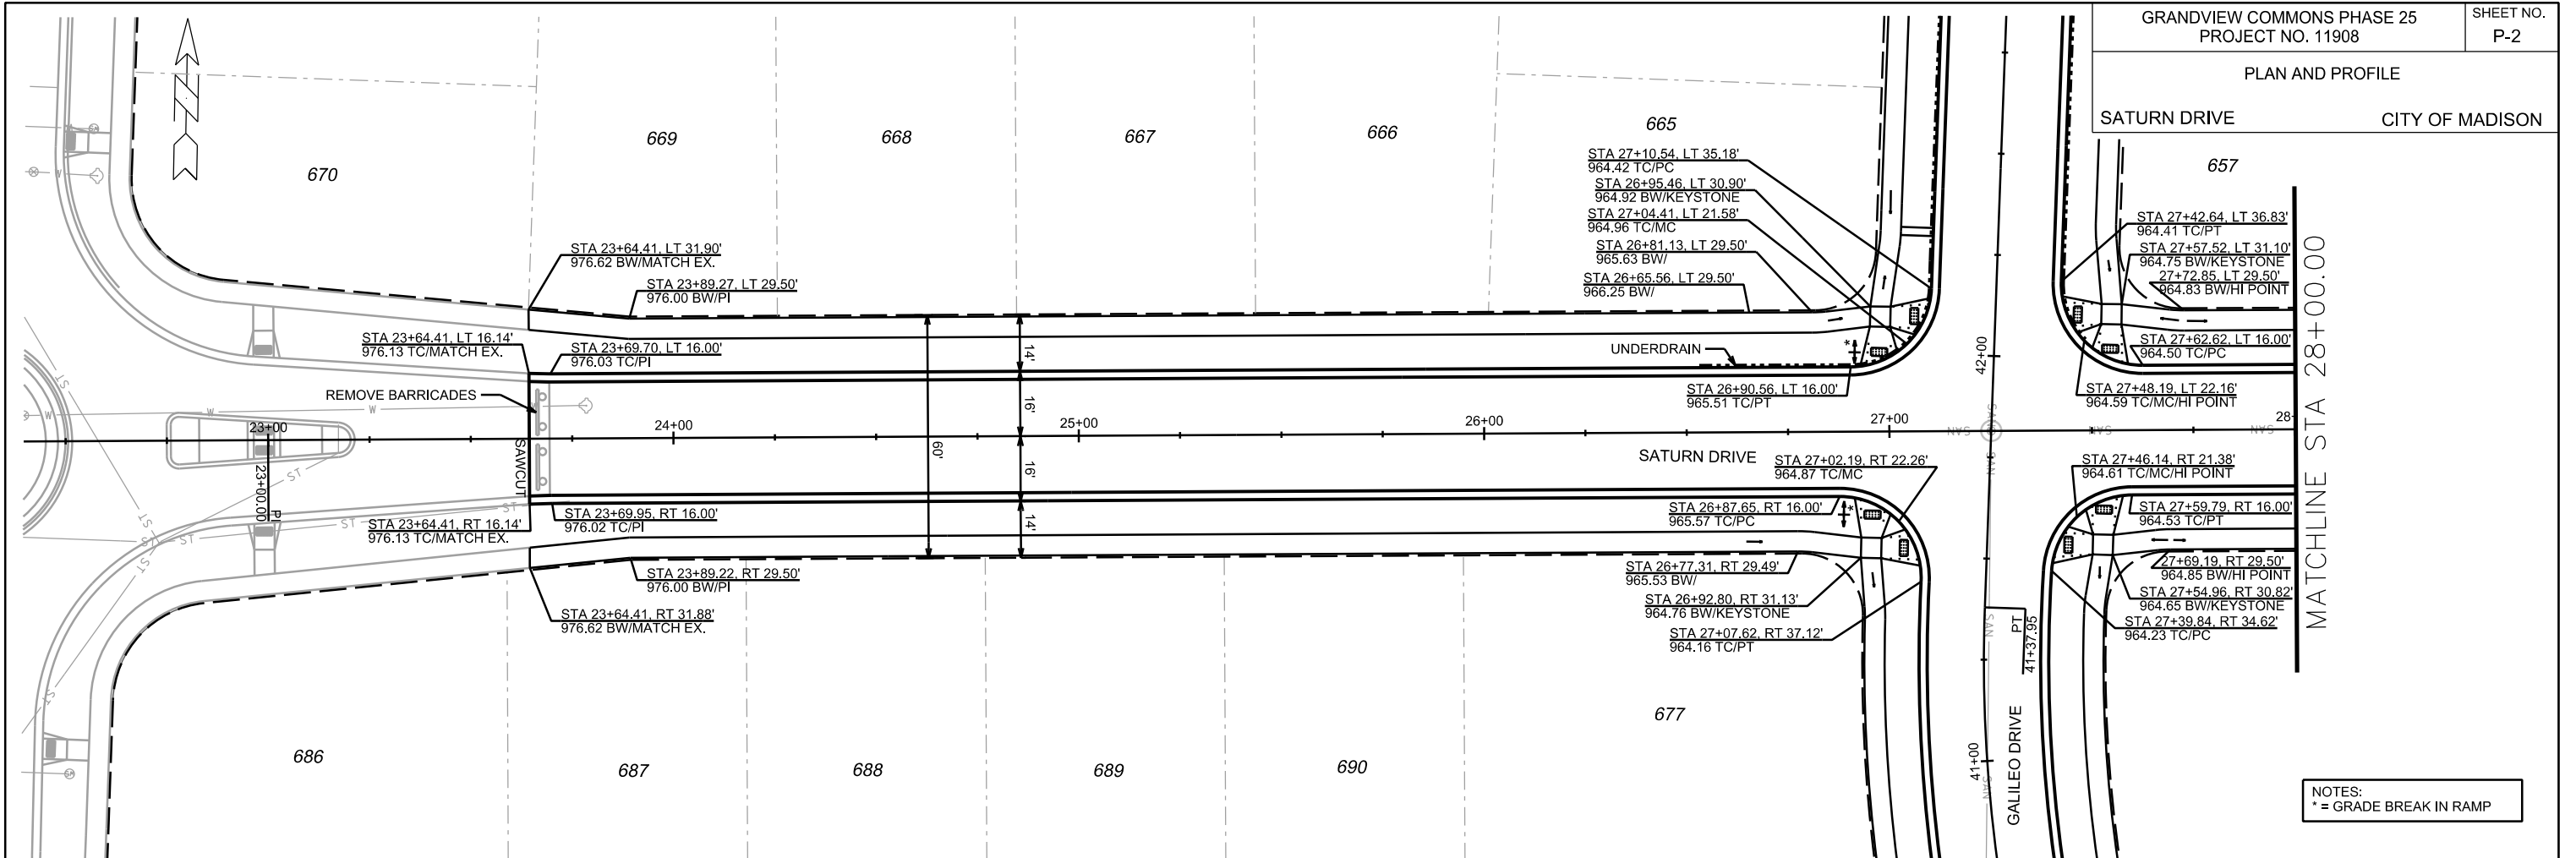 GRANDVIEW COMMONS PHASE 25
PROJECT NO. 11908
SHEET NO.
P-2
PLAN AND PROFILE
SATURN DRIVE
CITY OF MADISON
670
669
668
667
666
665
657
STA 27+10.54, LT 35.18'
964.42 TC/PC
STA 26+95.46, LT 30.90'
964.92 BW/KEYSTONE
STA 27+04.41, LT 21.58'
964.96 TC/MC
STA 26+81.13, LT 29.50'
965.63 BW/
STA 26+65.56, LT 29.50'
966.25 BW/
STA 27+42.64, LT 36.83'
964.41 TC/PT
STA 27+57.52, LT 31.10'
964.75 BW/KEYSTONE
27+72.85, LT 29.50'
964.83 BW/HI POINT
STA 27+62.62, LT 16.00'
964.50 TC/PC
STA 27+48.19, LT 22.16'
964.59 TC/MC/HI POINT
STA 23+64.41, LT 31.90'
976.62 BW/MATCH EX.
STA 23+89.27, LT 29.50'
976.00 BW/PI
STA 23+64.41, LT 16.14'
976.13 TC/MATCH EX.
STA 23+69.70, LT 16.00'
976.03 TC/PI
REMOVE BARRICADES
UNDERDRAIN
*
STA 26+90.56, LT 16.00'
965.51 TC/PT
14'
16'
60'
16'
14'
W
W
W
W
23+00
24+00
25+00
26+00
27+00
28+
42+00
SAN
SAN
SAN
SAN
SAN
SAWCUT
23+00.00
PI
ST
ST
ST
ST
ST
ST
ST
ST
ST
SATURN DRIVE
STA 27+02.19, RT 22.26'
964.87 TC/MC
STA 27+46.14, RT 21.38'
964.61 TC/MC/HI POINT
STA 23+64.41, RT 16.14'
976.13 TC/MATCH EX.
STA 23+69.95, RT 16.00'
976.02 TC/PI
STA 26+87.65, RT 16.00'
965.57 TC/PC
*
STA 27+59.79, RT 16.00'
964.53 TC/PT
STA 23+89.22, RT 29.50'
976.00 BW/PI
STA 23+64.41, RT 31.88'
976.62 BW/MATCH EX.
STA 26+77.31, RT 29.49'
965.53 BW/
STA 26+92.80, RT 31.13'
964.76 BW/KEYSTONE
STA 27+07.62, RT 37.12'
964.16 TC/PT
27+69.19, RT 29.50'
964.85 BW/HI POINT
STA 27+54.96, RT 30.82'
964.65 BW/KEYSTONE
STA 27+39.84, RT 34.62'
964.23 TC/PC
MATCHLINE STA 28+00.00
SAN
PT
41+37.95
41+00
SAN
GALILEO DRIVE
686
687
688
689
690
677
NOTES:
* = GRADE BREAK IN RAMP